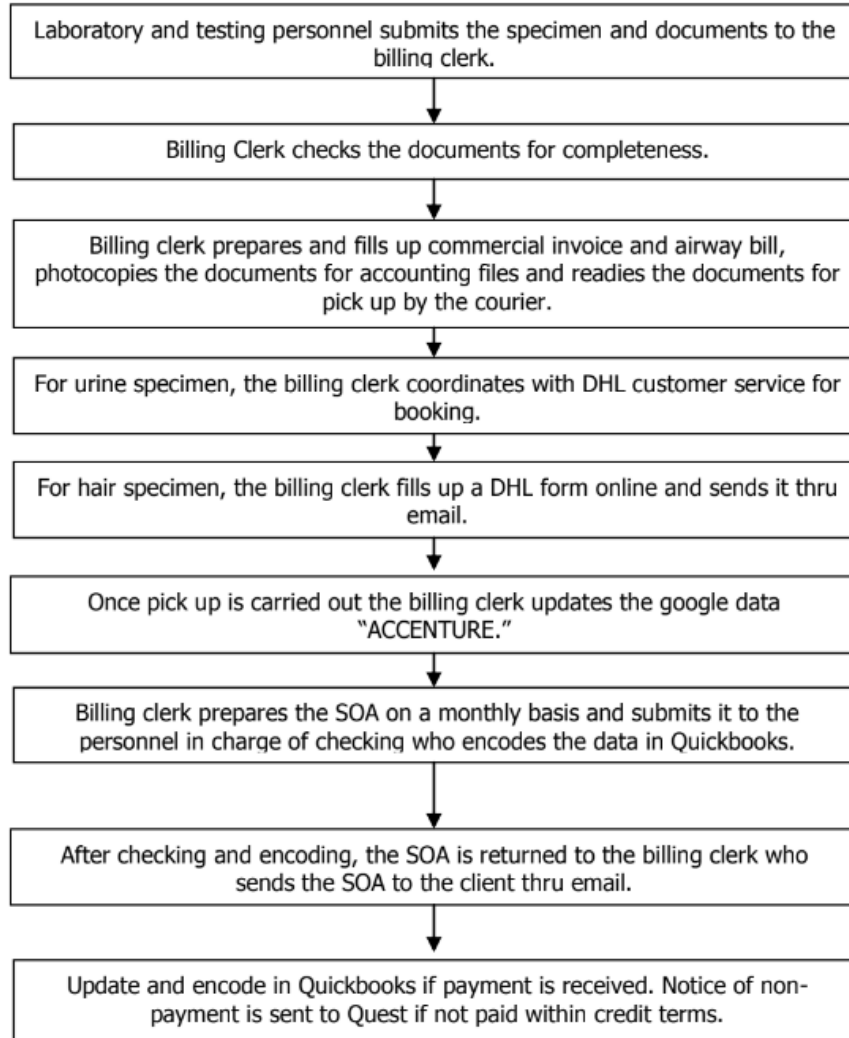 Laboratory and testing personnel submits the specimen and documents to the
billing clerk.
Billing Clerk checks the documents for completeness.
Billing clerk prepares and fills up commercial invoice and airway bill,
photocopies the documents for accounting files and readies the documents for
pick up by the courier.
For urine specimen, the billing clerk coordinates with DHL customer service for
booking.
For hair specimen, the billing clerk fills up a DHL form online and sends it thru
email.
Once pick up is carried out the billing clerk updates the google data
“ACCENTURE.”
Billing clerk prepares the SOA on a monthly basis and submits it to the
personnel in charge of checking who encodes the data in Quickbooks.
After checking and encoding, the SOA is returned to the billing clerk who
sends the SOA to the client thru email.
Update and encode in Quickbooks if payment is received. Notice of non-
payment is sent to Quest if not paid within credit terms.